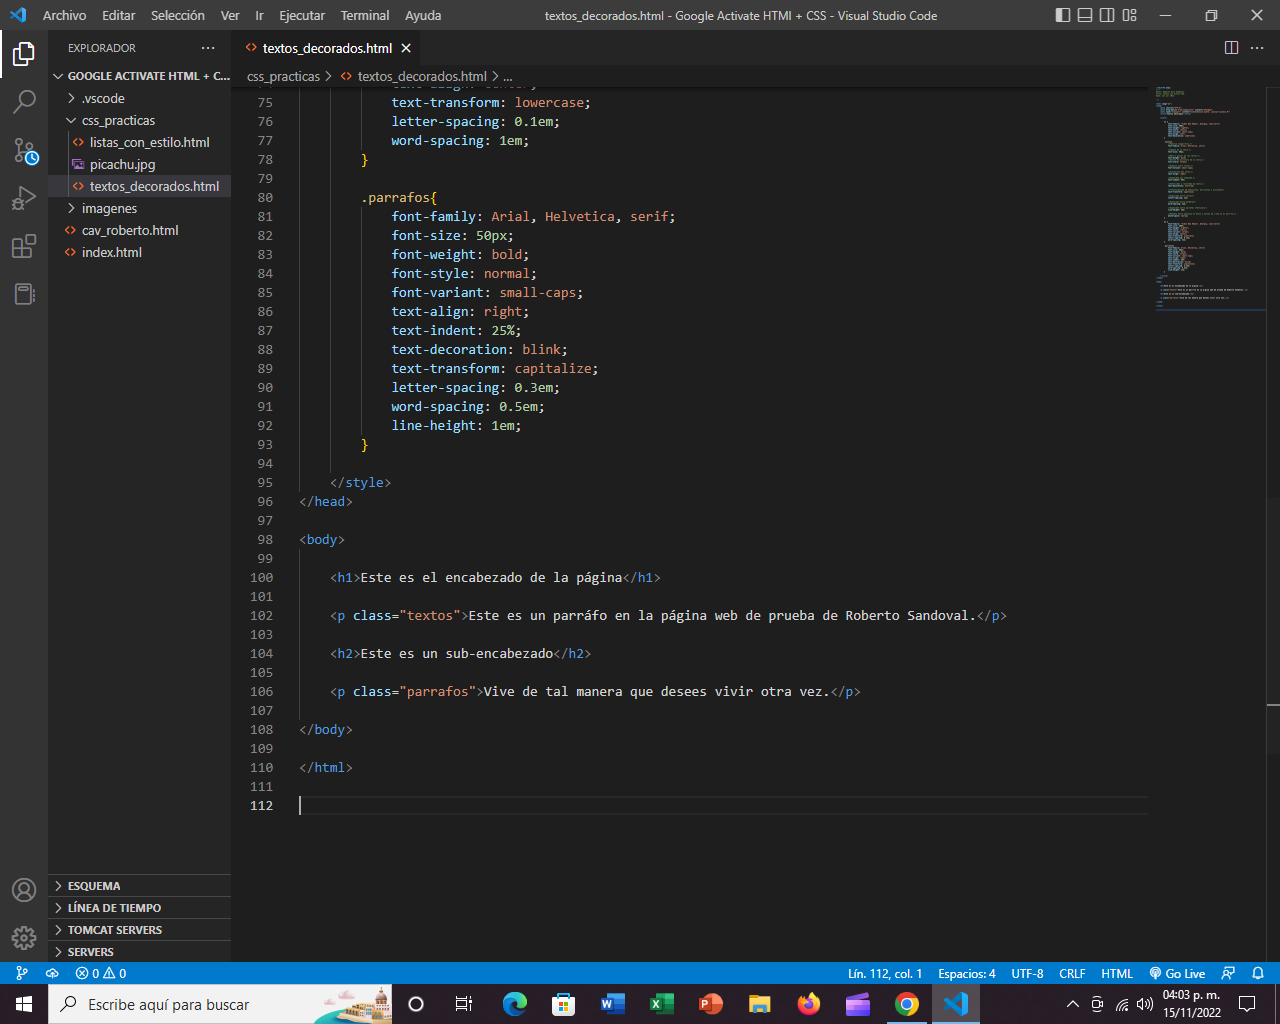 Archivo Editar Selección Ver Ir Ejecutar Terminal Ayuda
textos_decorados.html - Google Activate HTMl + CSS - Visual Studio Code
EXPLORADOR
GOOGLE ACTIVATE HTML + C...
.vscode
css_practicas
listas_con_estilo.html
picachu.jpg
textos_decorados.html
imagenes
cav_roberto.html
index.html
ESQUEMA
LÍNEA DE TIEMPO
TOMCAT SERVERS
SERVERS
textos_decorados.html
css_practicas > textos_decorados.html > ...
75 text-transform: lowercase;
76 letter-spacing: 0.1em;
77 word-spacing: 1em;
78 }
79
80 .parrafos{
81 font-family: Arial, Helvetica, serif;
82 font-size: 50px;
83 font-weight: bold;
84 font-style: normal;
85 font-variant: small-caps;
86 text-align: right;
87 text-indent: 25%;
88 text-decoration: blink;
89 text-transform: capitalize;
90 letter-spacing: 0.3em;
91 word-spacing: 0.5em;
92 line-height: 1em;
93 }
94
95 </style>
96 </head>
97
98 <body>
99
100 <h1>Este es el encabezado de la página</h1>
101
102 <p class="textos">Este es un parráfo en la página web de prueba de Roberto Sandoval.</p>
103
104 <h2>Este es un sub-encabezado</h2>
105
106 <p class="parrafos">Vive de tal manera que desees vivir otra vez.</p>
107
108 </body>
109
110 </html>
111
112
0 0
Lín. 112, col. 1 Espacios: 4 UTF-8 CRLF HTML Go Live
Escribe aquí para buscar
04:03 p. m.
15/11/2022